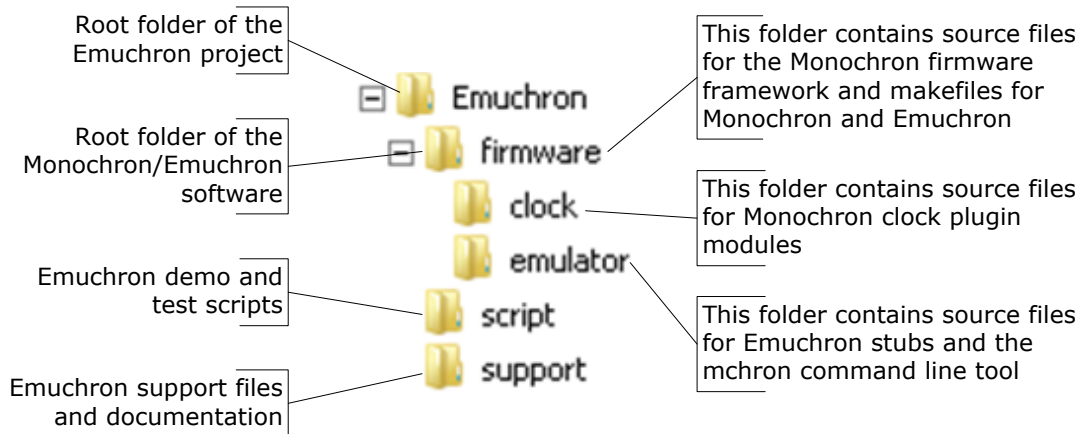 Root folder of the
Emuchron project
Root folder of the
Monochron/Emuchron
software
Emuchron demo and
test scripts
Emuchron support files
and documentation
Emuchron
firmware
clock
emulator
script
support
This folder contains source files
for the Monochron firmware
framework and makefiles for
Monochron and Emuchron
This folder contains source files
for Monochron clock plugin
modules
This folder contains source files
for Emuchron stubs and the
mchron command line tool